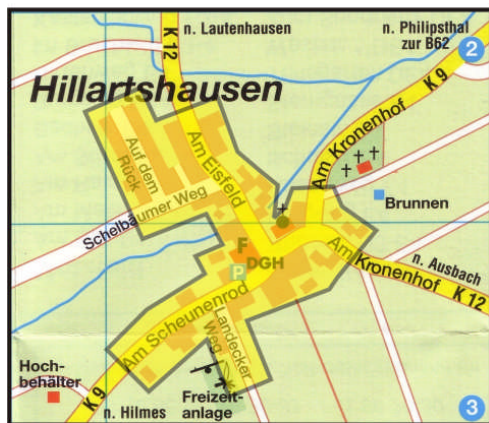 K 12
n. Lautenhausen
n. Philipsthal
zur B62
2
K 9
Hillartshausen
Am Kronenhof
Am Eisfeld
Auf dem
Rück
Schelbaumer Weg
Brunnen
F
DGH
P
Am Kronenhof
n. Ausbach
K 12
Am Scheunenrod
Landecker
Weg
Hoch-
behälter
K 9
n. Hilmes
Freizeit-
anlage
3